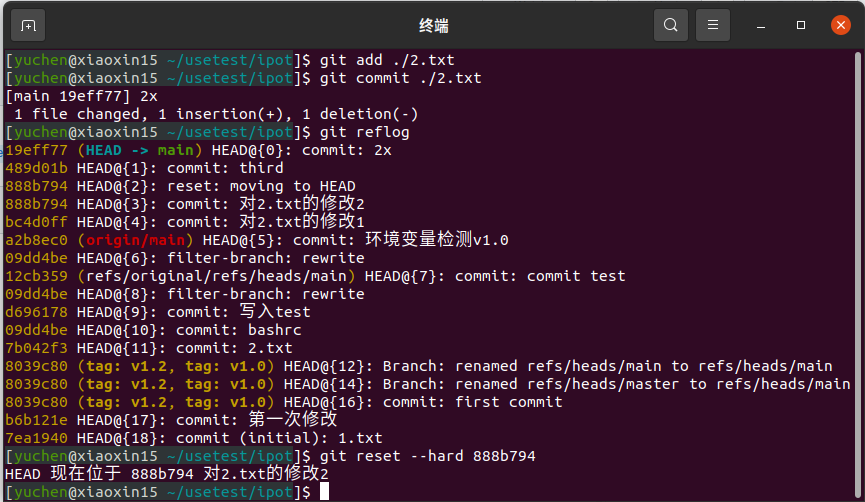 终端
[yuchen@xiaoxin15 ~/usetest/ipot]$ git add ./2.txt
[yuchen@xiaoxin15 ~/usetest/ipot]$ git commit ./2.txt
[main 19eff77] 2x
 1 file changed, 1 insertion(+), 1 deletion(-)
[yuchen@xiaoxin15 ~/usetest/ipot]$ git reflog
19eff77 (HEAD -> main) HEAD@{0}: commit: 2x
489d01b HEAD@{1}: commit: third
888b794 HEAD@{2}: reset: moving to HEAD
888b794 HEAD@{3}: commit: 对2.txt的修改2
bc4d0ff HEAD@{4}: commit: 对2.txt的修改1
a2b8ec0 (origin/main) HEAD@{5}: commit: 环境变量检测v1.0
09dd4be HEAD@{6}: filter-branch: rewrite
12cb359 (refs/original/refs/heads/main) HEAD@{7}: commit: commit test
09dd4be HEAD@{8}: filter-branch: rewrite
d696178 HEAD@{9}: commit: 写入test
09dd4be HEAD@{10}: commit: bashrc
7b042f3 HEAD@{11}: commit: 2.txt
8039c80 (tag: v1.2, tag: v1.0) HEAD@{12}: Branch: renamed refs/heads/main to refs/heads/main
8039c80 (tag: v1.2, tag: v1.0) HEAD@{14}: Branch: renamed refs/heads/master to refs/heads/main
8039c80 (tag: v1.2, tag: v1.0) HEAD@{16}: commit: first commit
b6b121e HEAD@{17}: commit: 第一次修改
7ea1940 HEAD@{18}: commit (initial): 1.txt
[yuchen@xiaoxin15 ~/usetest/ipot]$ git reset --hard 888b794
HEAD 现在位于 888b794 对2.txt的修改2
[yuchen@xiaoxin15 ~/usetest/ipot]$